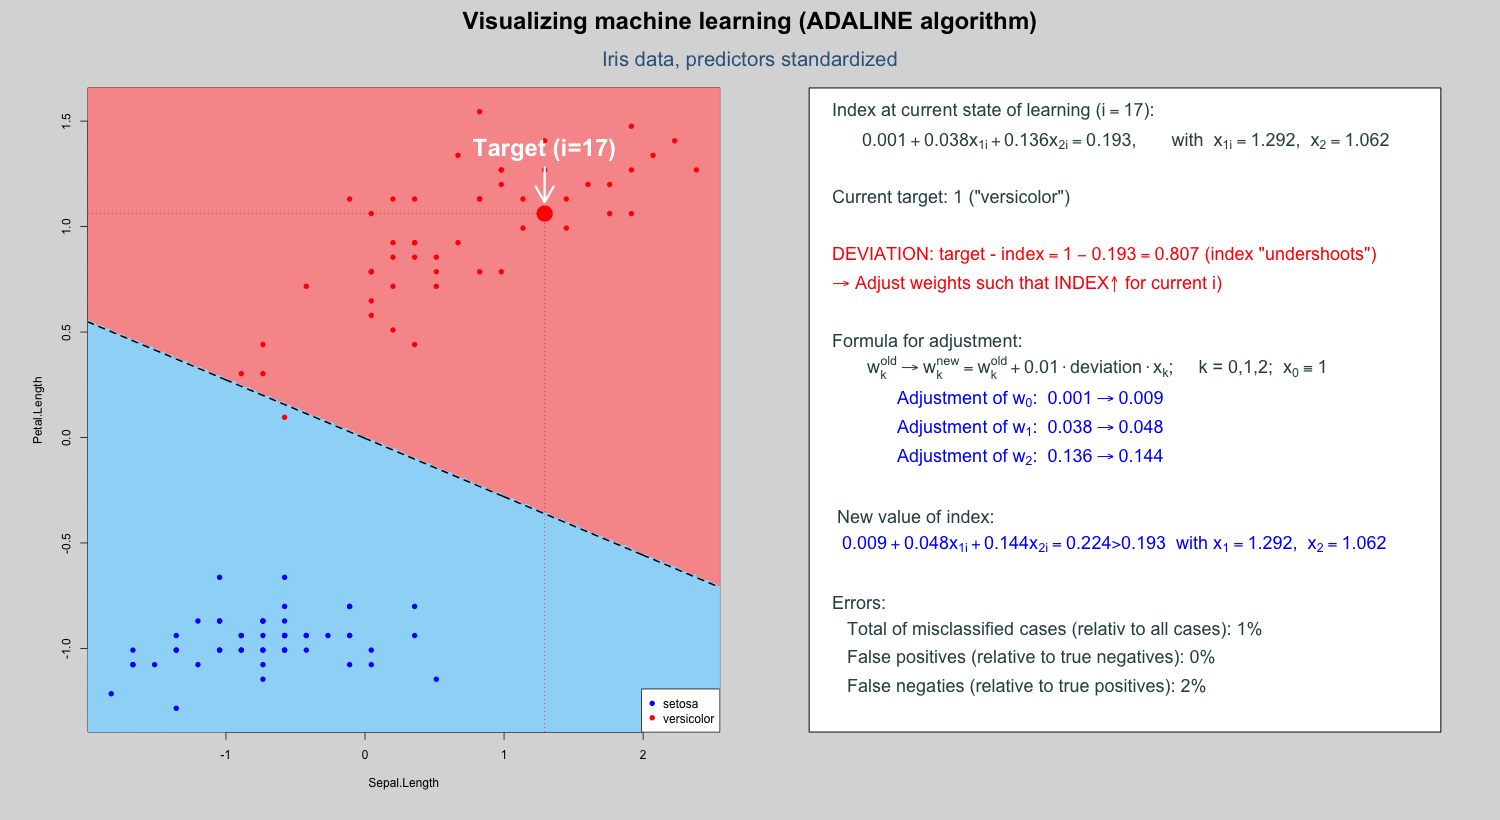 Visualizing machine learning (ADALINE algorithm)
Iris data, predictors standardized
Target (i=17)
1.5
1.0
0.5
0.0
-0.5
-1.0
Petal.Length
-1
0
1
2
Sepal.Length
setosa
versicolor
Index at current state of learning (i = 17):
0.001 + 0.038x₁ᵢ + 0.136x₂ᵢ = 0.193, with x₁ᵢ = 1.292, x₂ = 1.062
Current target: 1 ("versicolor")
DEVIATION: target - index = 1 − 0.193 = 0.807 (index "undershoots")
→ Adjust weights such that INDEX↑ for current i)
Formula for adjustment:
w_k^old → w_k^new = w_k^old + 0.01 · deviation · x_k; k = 0,1,2; x₀ ≡ 1
Adjustment of w₀: 0.001 → 0.009
Adjustment of w₁: 0.038 → 0.048
Adjustment of w₂: 0.136 → 0.144
New value of index:
0.009 + 0.048x₁ᵢ + 0.144x₂ᵢ = 0.224>0.193 with x₁ = 1.292, x₂ = 1.062
Errors:
Total of misclassified cases (relativ to all cases): 1%
False positives (relative to true negatives): 0%
False negaties (relative to true positives): 2%